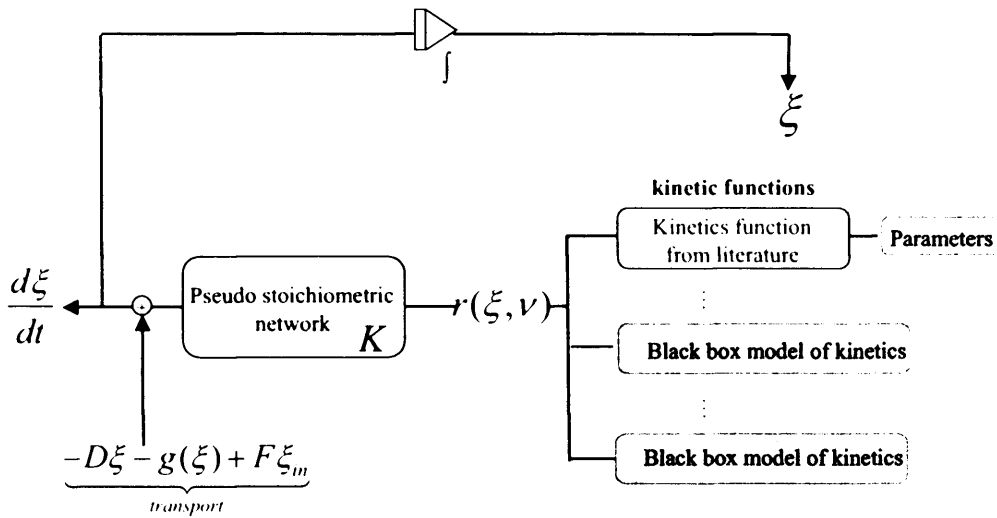 ∫
ξ
kinetic functions
Kinetics function
from literature
Parameters
dξ
dt
Pseudo stoichiometric
network
K
r(ξ,ν)
⋮
Black box model of kinetics
⋮
Black box model of kinetics
-Dξ - g(ξ) + Fξ_in
transport